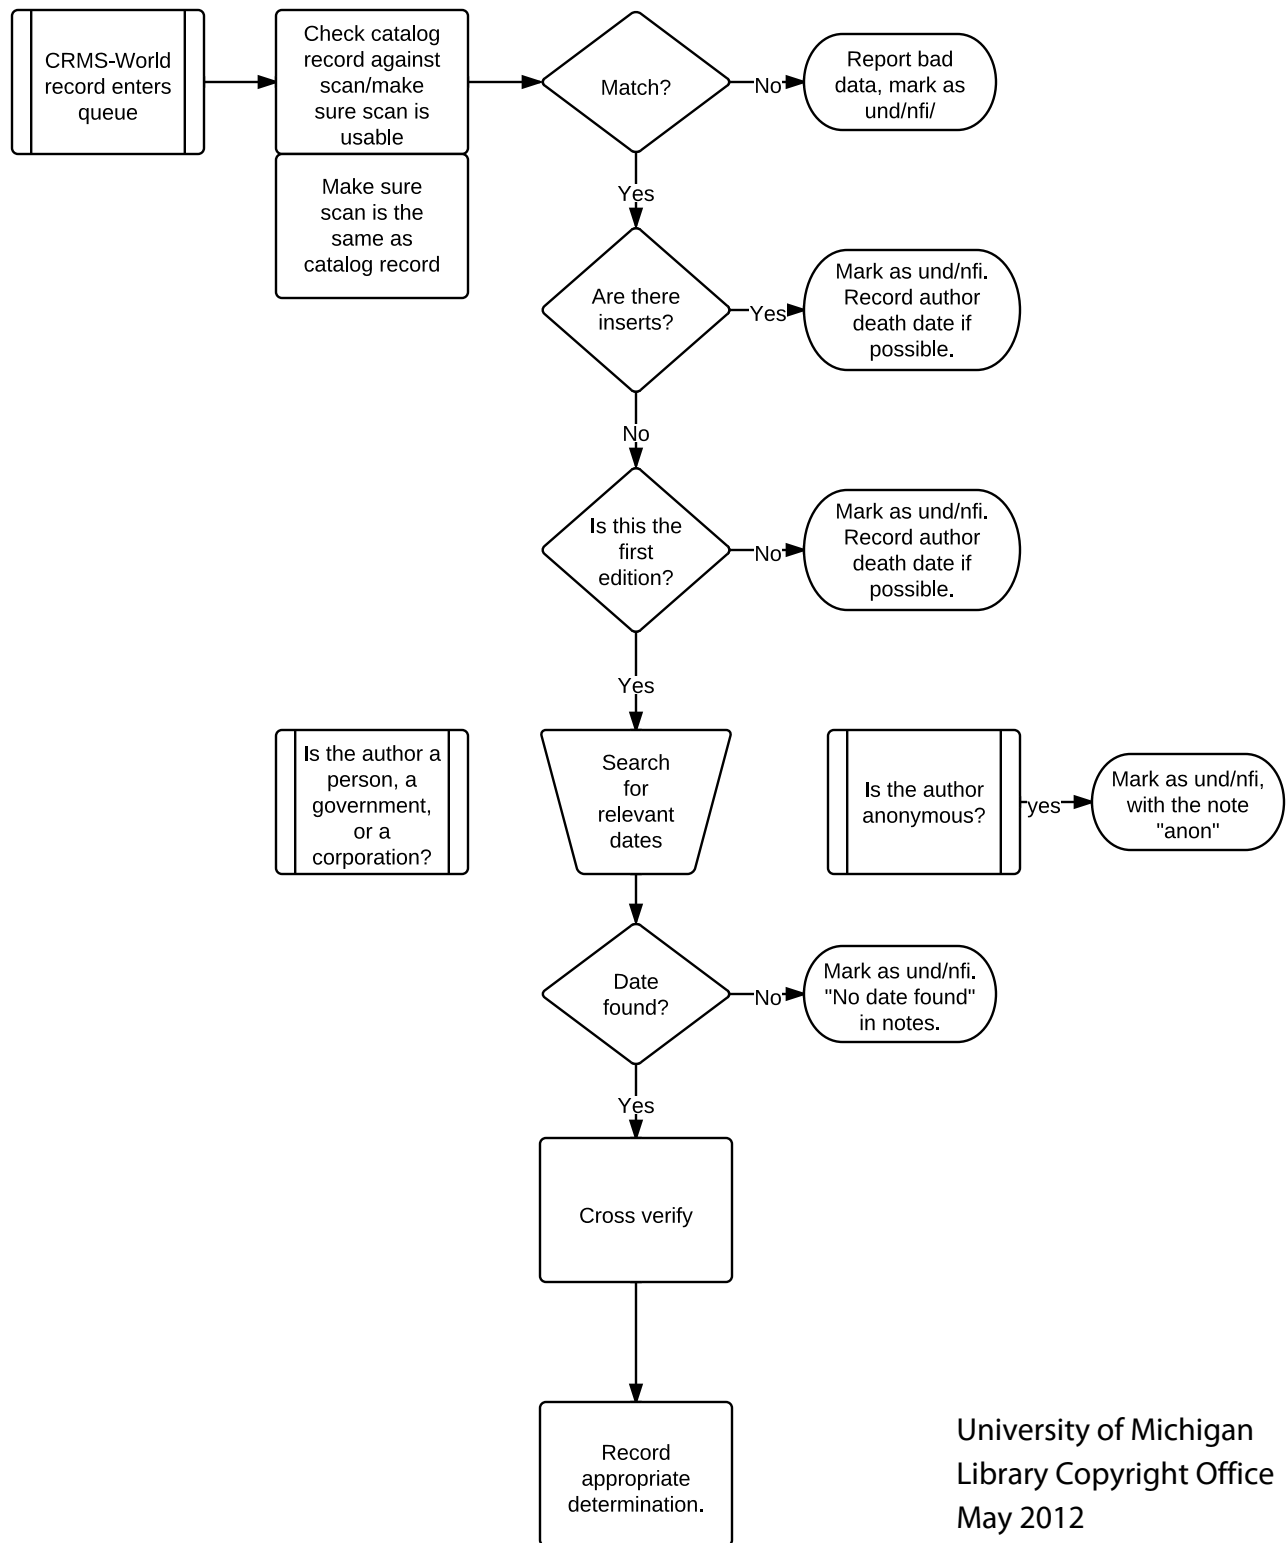 CRMS-World
record enters
queue
Check catalog
record against
scan/make
sure scan is
usable
Make sure
scan is the
same as
catalog record
Match?
No
Report bad
data, mark as
und/nfi/
Yes
Are there
inserts?
Yes
Mark as und/nfi.
Record author
death date if
possible.
No
Is this the
first
edition?
No
Mark as und/nfi.
Record author
death date if
possible.
Yes
Is the author a
person, a
government,
or a
corporation?
Search
for
relevant
dates
Is the author
anonymous?
yes
Mark as und/nfi,
with the note
"anon"
Date
found?
No
Mark as und/nfi.
"No date found"
in notes.
Yes
Cross verify
Record
appropriate
determination.
University of Michigan
Library Copyright Office
May 2012